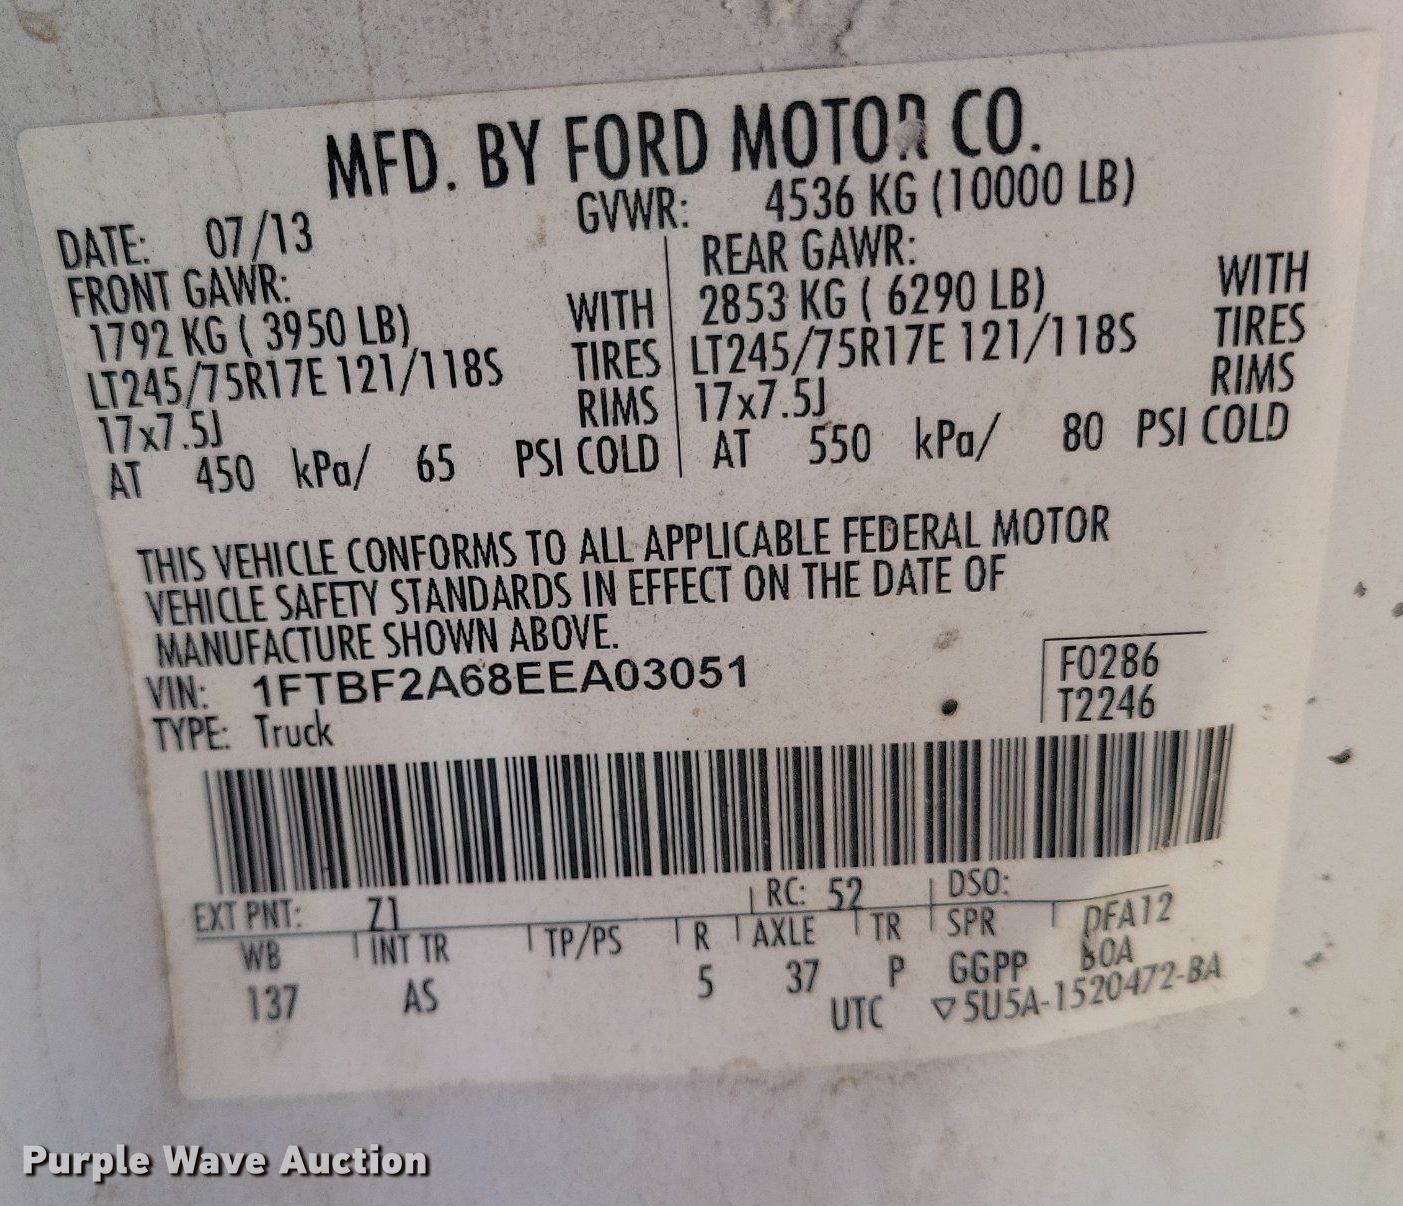 MFD. BY FORD MOTOR CO.
DATE: 07/13 GVWR: 4536 KG (10000 LB)
FRONT GAWR: REAR GAWR:
1792 KG ( 3950 LB) WITH 2853 KG ( 6290 LB) WITH
LT245/75R17E 121/118S TIRES LT245/75R17E 121/118S TIRES
17x7.5J RIMS 17x7.5J RIMS
AT 450 kPa/ 65 PSI COLD AT 550 kPa/ 80 PSI COLD
THIS VEHICLE CONFORMS TO ALL APPLICABLE FEDERAL MOTOR
VEHICLE SAFETY STANDARDS IN EFFECT ON THE DATE OF
MANUFACTURE SHOWN ABOVE.
VIN: 1FTBF2A68EEA03051 F0286
TYPE: Truck T2246
EXT PNT: Z1 RC: 52 DSO:
WB INT TR TP/PS R AXLE TR SPR DFA12
137 AS 5 37 P GGPP 60A
UTC ▽5U5A-1520472-BA
Purple Wave Auction